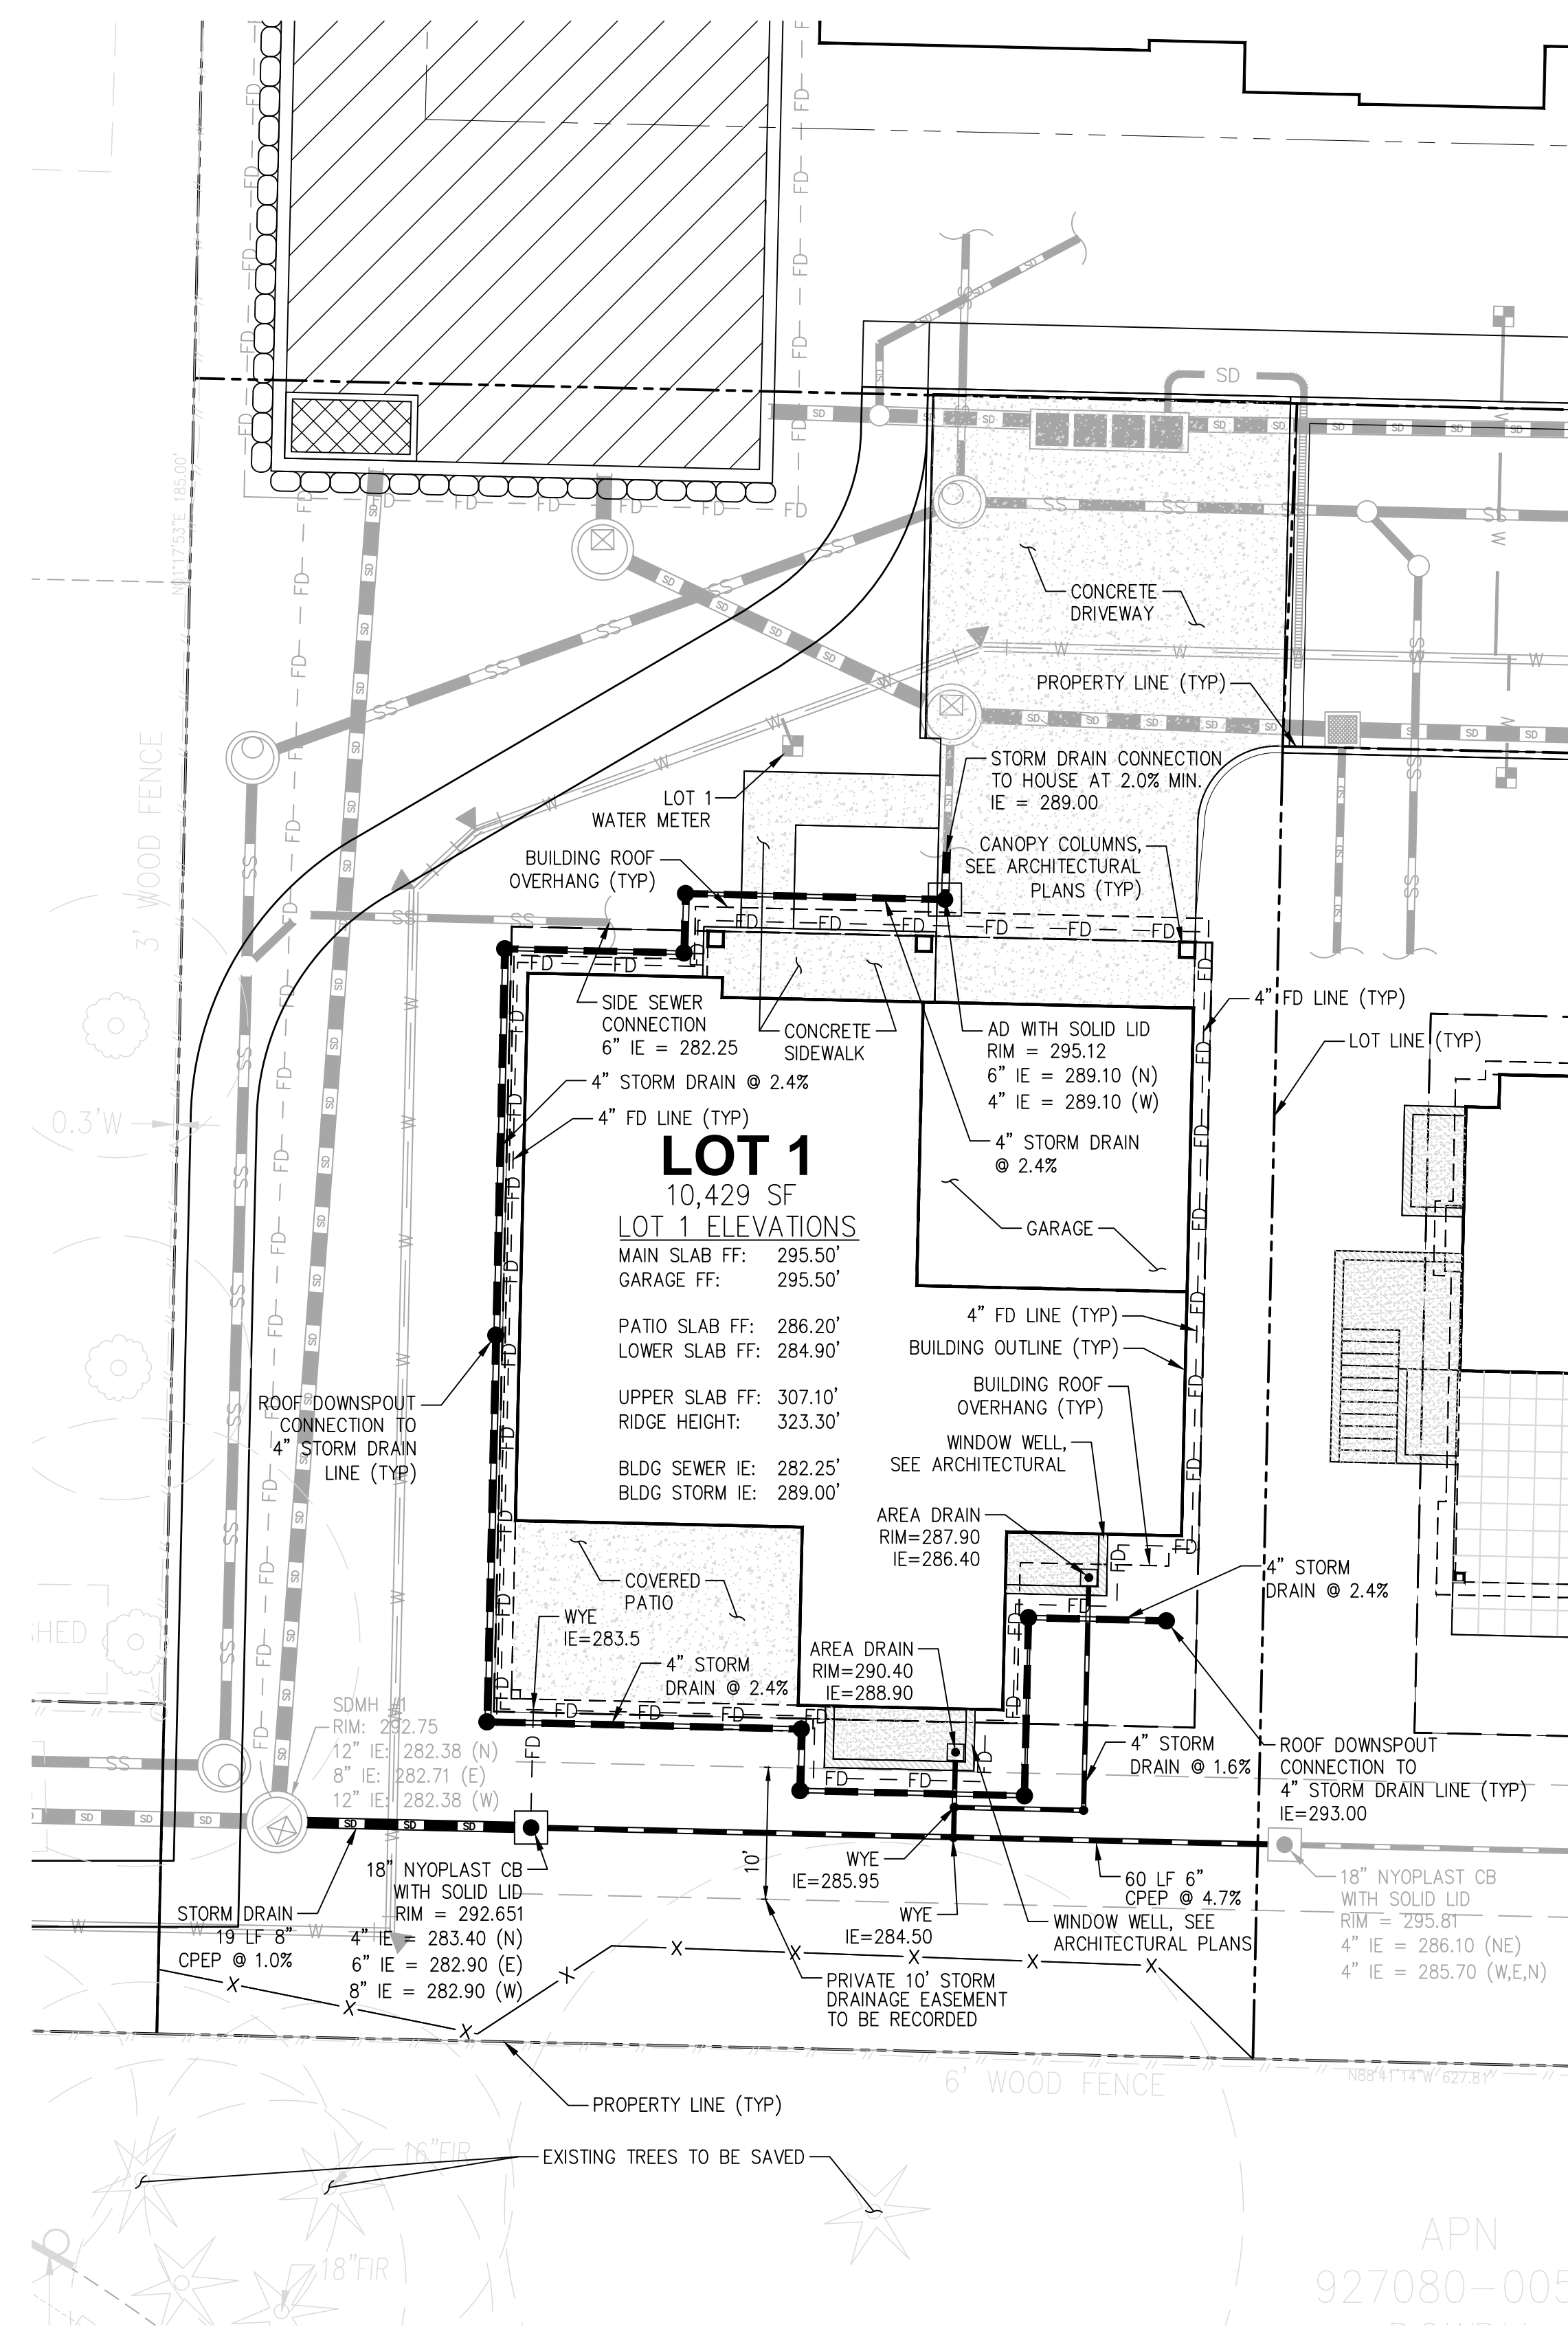 CONCRETE
DRIVEWAY
PROPERTY LINE (TYP)
STORM DRAIN CONNECTION
TO HOUSE AT 2.0% MIN.
IE = 289.00
LOT 1
WATER METER
BUILDING ROOF
OVERHANG (TYP)
CANOPY COLUMNS,
SEE ARCHITECTURAL
PLANS (TYP)
3' WOOD FENCE
N01°17'53"E 185.00'
SIDE SEWER
CONNECTION
6" IE = 282.25
CONCRETE
SIDEWALK
AD WITH SOLID LID
RIM = 295.12
6" IE = 289.10 (N)
4" IE = 289.10 (W)
4" FD LINE (TYP)
LOT LINE (TYP)
0.3'W
4" STORM DRAIN @ 2.4%
4" FD LINE (TYP)
4" STORM DRAIN
@ 2.4%
LOT 1
10,429 SF
LOT 1 ELEVATIONS
MAIN SLAB FF: 295.50'
GARAGE FF: 295.50'
PATIO SLAB FF: 286.20'
LOWER SLAB FF: 284.90'
UPPER SLAB FF: 307.10'
RIDGE HEIGHT: 323.30'
BLDG SEWER IE: 282.25'
BLDG STORM IE: 289.00'
GARAGE
4" FD LINE (TYP)
BUILDING OUTLINE (TYP)
BUILDING ROOF
OVERHANG (TYP)
WINDOW WELL,
SEE ARCHITECTURAL
ROOF DOWNSPOUT
CONNECTION TO
4" STORM DRAIN
LINE (TYP)
AREA DRAIN
RIM=287.90
IE=286.40
4" STORM
DRAIN @ 2.4%
COVERED
PATIO
WYE
IE=283.5
4" STORM
DRAIN @ 2.4%
AREA DRAIN
RIM=290.40
IE=288.90
SHED
SDMH #1
RIM: 292.75
12" IE: 282.38 (N)
8" IE: 282.71 (E)
12" IE: 282.38 (W)
4" STORM
DRAIN @ 1.6%
ROOF DOWNSPOUT
CONNECTION TO
4" STORM DRAIN LINE (TYP)
IE=293.00
10'
STORM DRAIN
19 LF 8"
CPEP @ 1.0%
18" NYOPLAST CB
WITH SOLID LID
RIM = 292.651
4" IE = 283.40 (N)
6" IE = 282.90 (E)
8" IE = 282.90 (W)
WYE
IE=285.95
WYE
IE=284.50
60 LF 6"
CPEP @ 4.7%
WINDOW WELL, SEE
ARCHITECTURAL PLANS
18" NYOPLAST CB
WITH SOLID LID
RIM = 295.81
4" IE = 286.10 (NE)
4" IE = 285.70 (W,E,N)
PRIVATE 10' STORM
DRAINAGE EASEMENT
TO BE RECORDED
6' WOOD FENCE
N88°41'14"W 627.81'
PROPERTY LINE (TYP)
16"FIR
EXISTING TREES TO BE SAVED
18"FIR
APN
927080-005